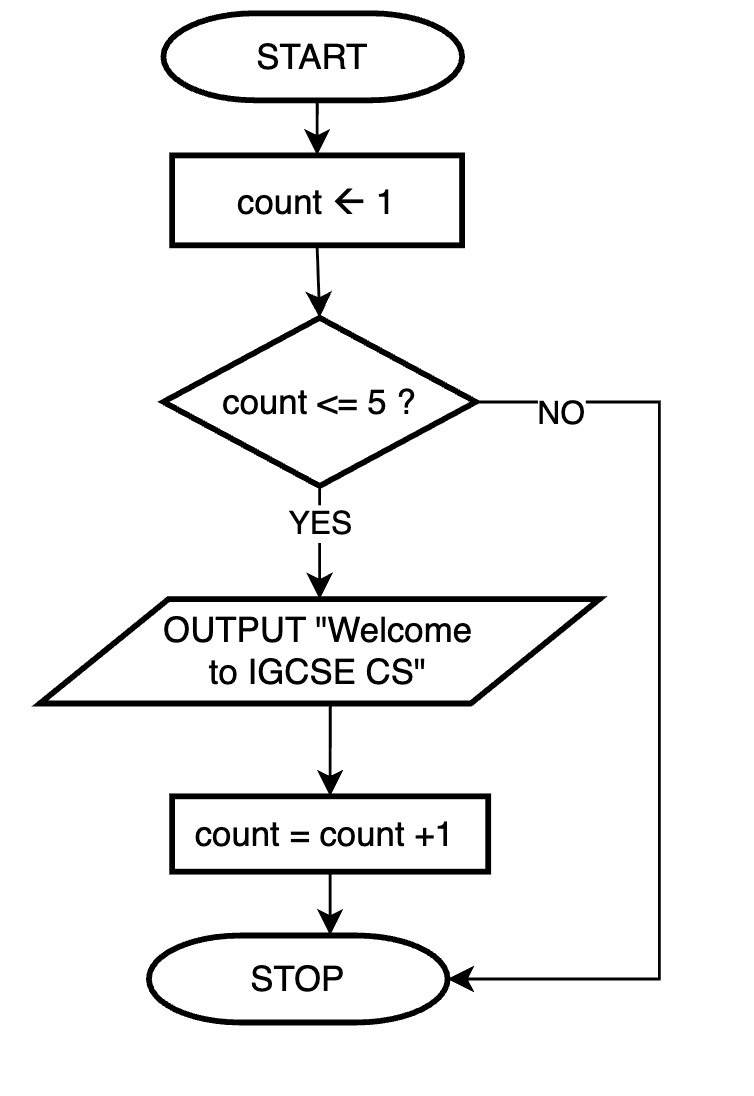 START
count ← 1
count <= 5 ?
NO
YES
OUTPUT "Welcome
to IGCSE CS"
count = count +1
STOP